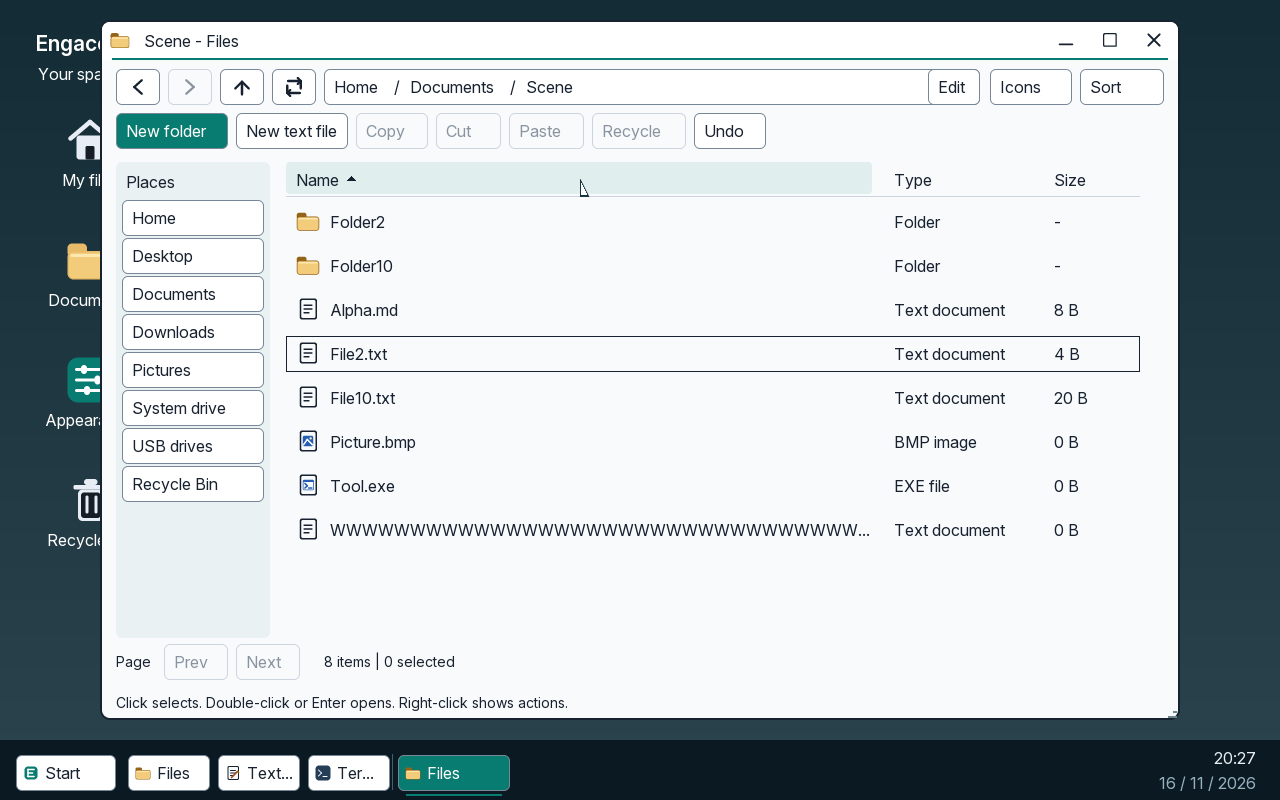 Engac
Your spa
My fil
Docum
Appear
Recycle
Scene - Files
Home / Documents / Scene
Edit
Icons
Sort
New folder
New text file
Copy
Cut
Paste
Recycle
Undo
Places
Home
Desktop
Documents
Downloads
Pictures
System drive
USB drives
Recycle Bin
Name Type Size
Folder2 Folder -
Folder10 Folder -
Alpha.md Text document 8 B
File2.txt Text document 4 B
File10.txt Text document 20 B
Picture.bmp BMP image 0 B
Tool.exe EXE file 0 B
WWWWWWWWWWWWWWWWWWWWWWWWWWWWWWWWW... Text document 0 B
Page
Prev
Next
8 items | 0 selected
Click selects. Double-click or Enter opens. Right-click shows actions.
Start
Files
Text...
Ter...
Files
20:27
16 / 11 / 2026